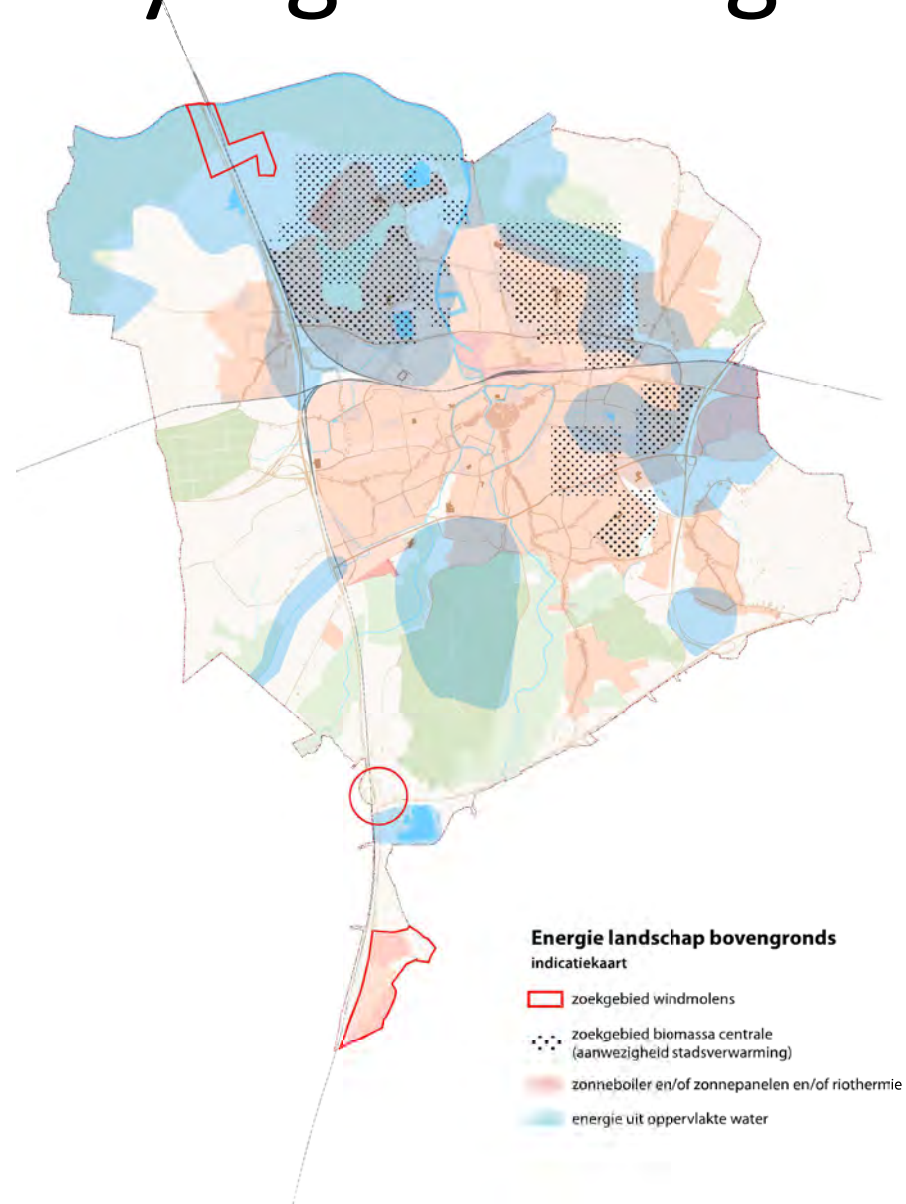 Energie landschap bovengronds
indicatiekaart
zoekgebied windmolens
zoekgebied biomassa centrale
(aanwezigheid stadsverwarming)
zonneboiler en/of zonnepanelen en/of riothermie
energie uit oppervlakte water